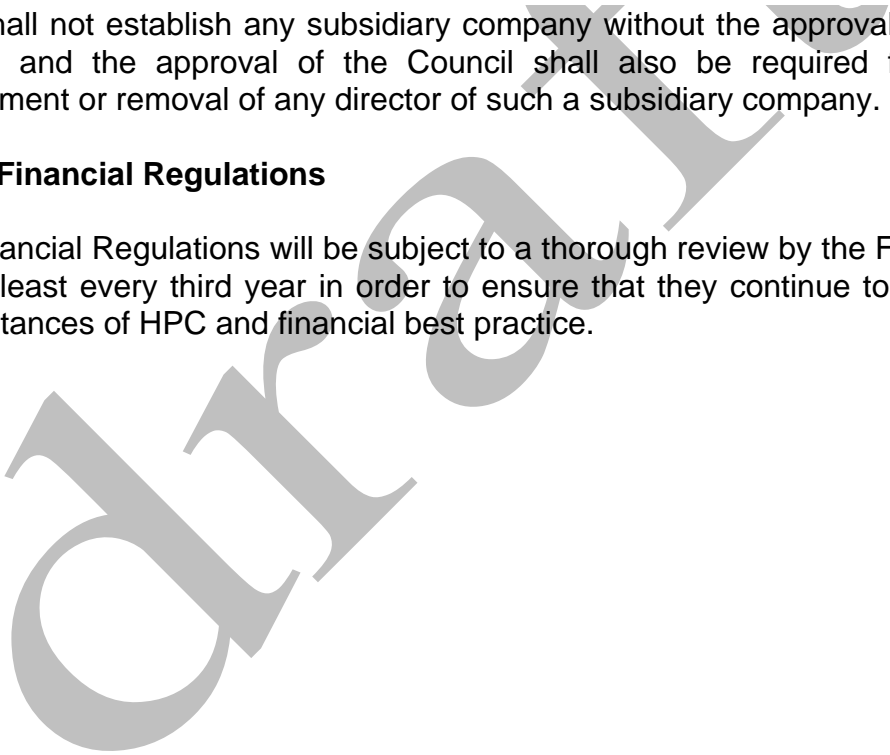 hall not establish any subsidiary company without the approval
and the approval of the Council shall also be required
ment or removal of any director of such a subsidiary company.
Financial Regulations
ancial Regulations will be subject to a thorough review by the F
least every third year in order to ensure that they continue to
tances of HPC and financial best practice.
draf